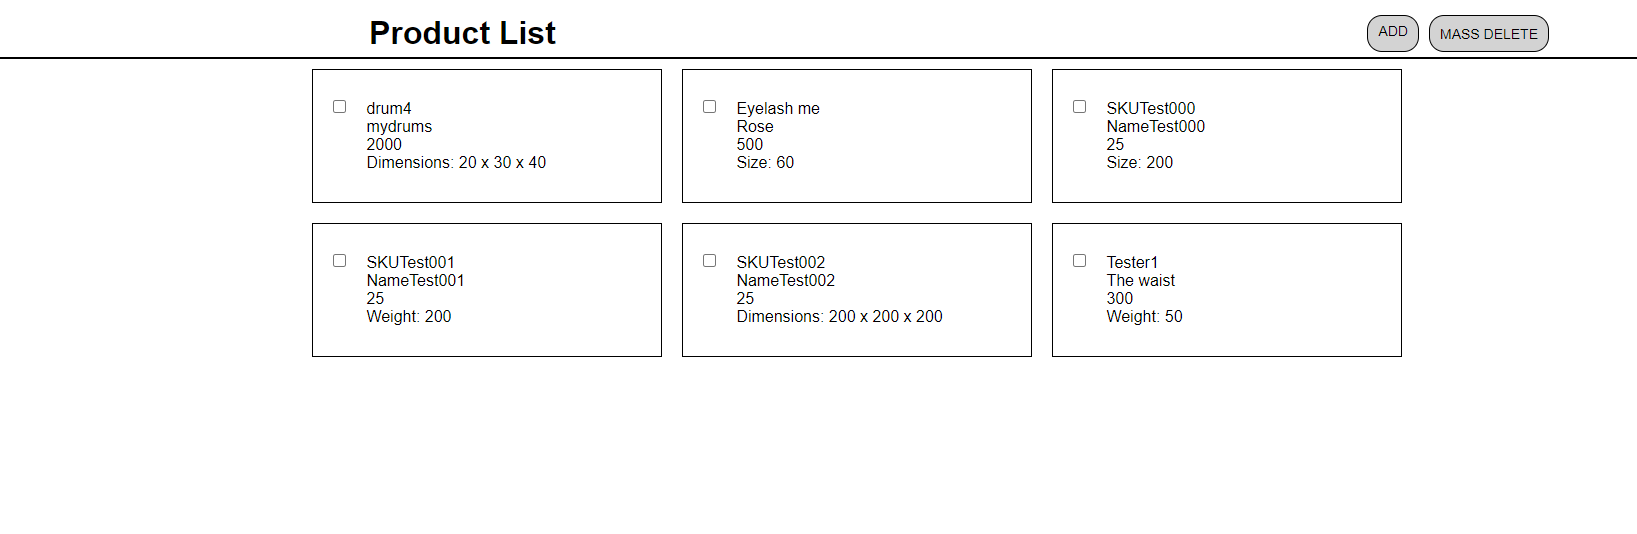 Product List
ADD
MASS DELETE
drum4
mydrums
2000
Dimensions: 20 x 30 x 40
Eyelash me
Rose
500
Size: 60
SKUTest000
NameTest000
25
Size: 200
SKUTest001
NameTest001
25
Weight: 200
SKUTest002
NameTest002
25
Dimensions: 200 x 200 x 200
Tester1
The waist
300
Weight: 50